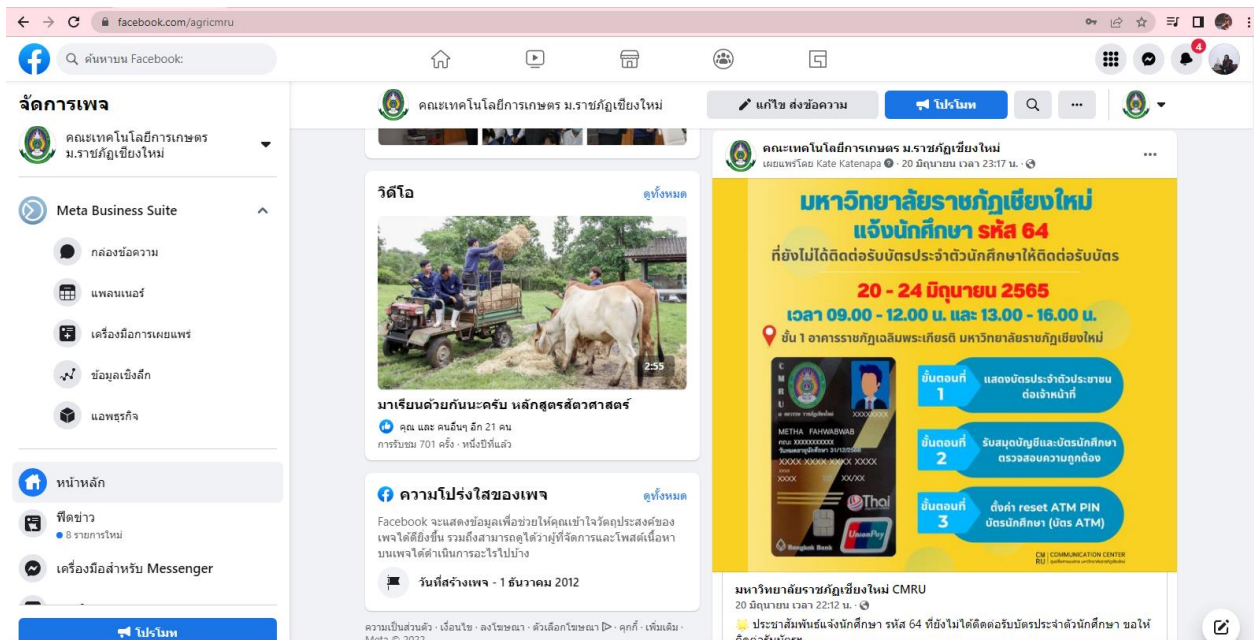 facebook.com/agricmru
ค้นหาบน Facebook:
4
จัดการเพจ
คณะเทคโนโลยีการเกษตร
ม.ราชภัฏเชียงใหม่
Meta Business Suite
กล่องข้อความ
แพลนเนอร์
เครื่องมือการเผยแพร่
ข้อมูลเชิงลึก
แอพธุรกิจ
หน้าหลัก
ฟีดข่าว
8 รายการใหม่
เครื่องมือสำหรับ Messenger
โปรโมท
คณะเทคโนโลยีการเกษตร ม.ราชภัฏเชียงใหม่
แก้ไข ส่งข้อความ
โปรโมท
วิดีโอ
ดูทั้งหมด
2:55
มาเรียนด้วยกันนะครับ หลักสูตรสัตวศาสตร์
คุณ และ คนอื่นๆ อีก 21 คน
การรับชม 701 ครั้ง · หนึ่งปีที่แล้ว
ความโปร่งใสของเพจ
ดูทั้งหมด
Facebook จะแสดงข้อมูลเพื่อช่วยให้คุณเข้าใจวัตถุประสงค์ของ
เพจได้ดียิ่งขึ้น รวมถึงสามารถดูได้ว่าผู้ที่จัดการและโพสต์เนื้อหา
บนเพจได้ดำเนินการอะไรไปบ้าง
วันที่สร้างเพจ - 1 ธันวาคม 2012
ความเป็นส่วนตัว · เงื่อนไข · ลงโฆษณา · ตัวเลือกโฆษณา · คุกกี้ · เพิ่มเติม ·
Meta © 2022
คณะเทคโนโลยีการเกษตร ม.ราชภัฏเชียงใหม่
เผยแพร่โดย Kate Katenapa · 20 มิถุนายน เวลา 23:17 น. ·
มหาวิทยาลัยราชภัฏเชียงใหม่
แจ้งนักศึกษา รหัส 64
ที่ยังไม่ได้ติดต่อรับบัตรประจำตัวนักศึกษาให้ติดต่อรับบัตร
20 - 24 มิถุนายน 2565
เวลา 09.00 - 12.00 น. และ 13.00 - 16.00 น.
ชั้น 1 อาคารราชภัฏเฉลิมพระเกียรติ มหาวิทยาลัยราชภัฏเชียงใหม่
CMRU
XXXXXXXX
METHA FAHWABWAB
คณะ XXXXXXXXXXX
XXXX XXXX XXXX XXXX
XXXX
XX/XX
Thai
UnionPay
Bangkok Bank
ขั้นตอนที่ 1
แสดงบัตรประจำตัวประชาชน
ต่อเจ้าหน้าที่
ขั้นตอนที่ 2
รับสมุดบัญชีและบัตรนักศึกษา
ตรวจสอบความถูกต้อง
ขั้นตอนที่ 3
ตั้งค่า reset ATM PIN
บัตรนักศึกษา (บัตร ATM)
CMRU COMMUNICATION CENTER
มหาวิทยาลัยราชภัฏเชียงใหม่ CMRU
20 มิถุนายน เวลา 22:12 น. ·
ประชาสัมพันธ์แจ้งนักศึกษา รหัส 64 ที่ยังไม่ได้ติดต่อรับบัตรประจำตัวนักศึกษา ขอให้
ติดต่อรับบัตรฯ